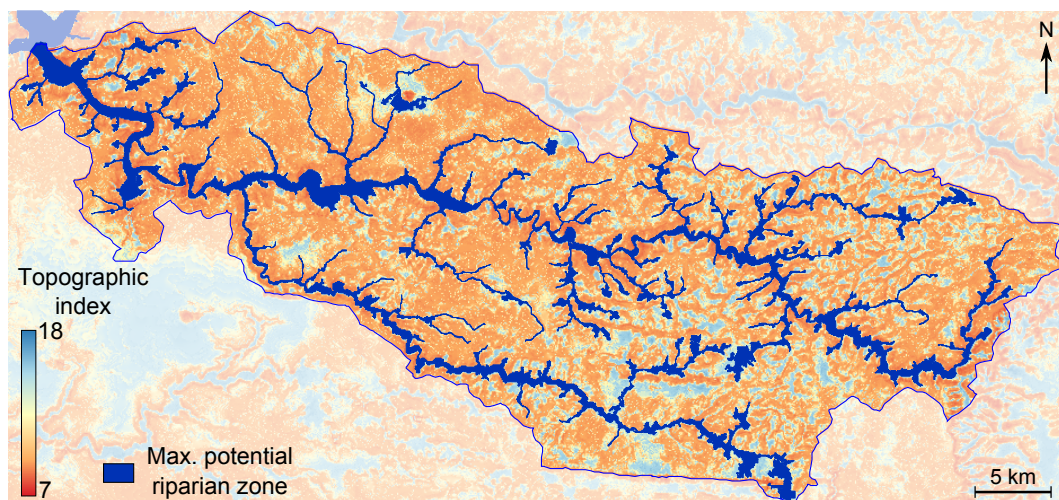 N
Topographic
index
18
7
Max. potential
riparian zone
5 km